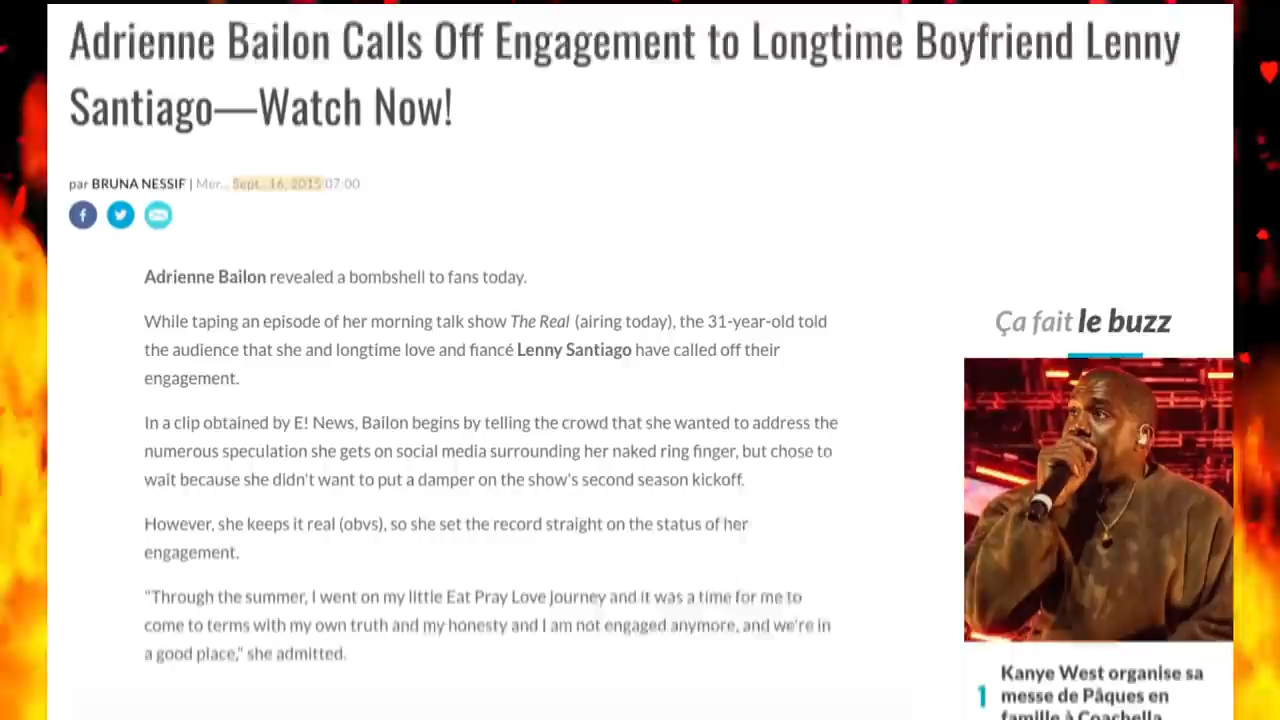 Adrienne Bailon Calls Off Engagement to Longtime Boyfriend Lenny
Santiago—Watch Now!
par BRUNA NESSIF | Mer., Sept. 16, 2015 07:00
Adrienne Bailon revealed a bombshell to fans today.
While taping an episode of her morning talk show The Real (airing today), the 31-year-old told
the audience that she and longtime love and fiancé Lenny Santiago have called off their
engagement.
In a clip obtained by E! News, Bailon begins by telling the crowd that she wanted to address the
numerous speculation she gets on social media surrounding her naked ring finger, but chose to
wait because she didn't want to put a damper on the show's second season kickoff.
However, she keeps it real (obvs), so she set the record straight on the status of her
engagement.
"Through the summer, I went on my little Eat Pray Love journey and it was a time for me to
come to terms with my own truth and my honesty and I am not engaged anymore, and we're in
a good place," she admitted.
Ça fait le buzz
1 Kanye West organise sa
messe de Pâques en
famille à Coachella